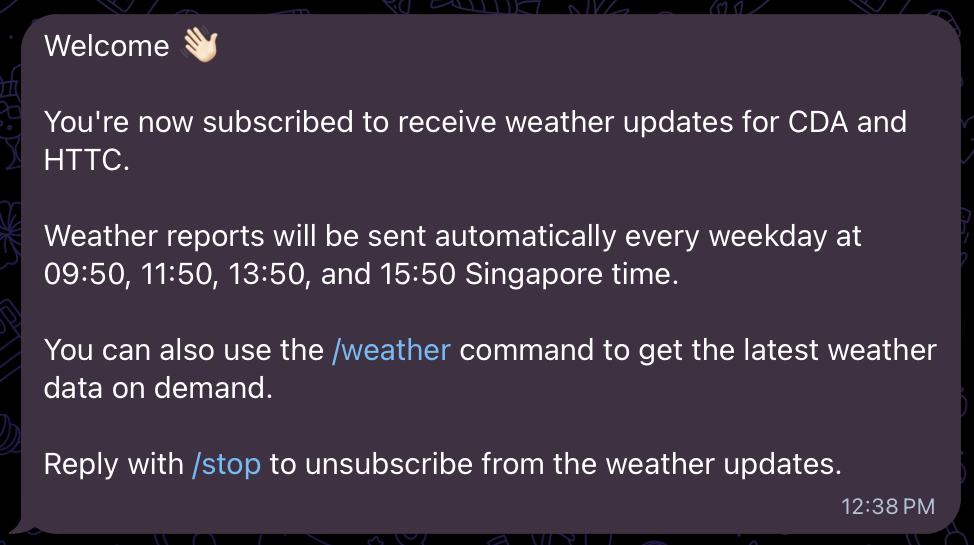 Welcome 👋🏻
You're now subscribed to receive weather updates for CDA and
HTTC.
Weather reports will be sent automatically every weekday at
09:50, 11:50, 13:50, and 15:50 Singapore time.
You can also use the /weather command to get the latest weather
data on demand.
Reply with /stop to unsubscribe from the weather updates.
12:38 PM